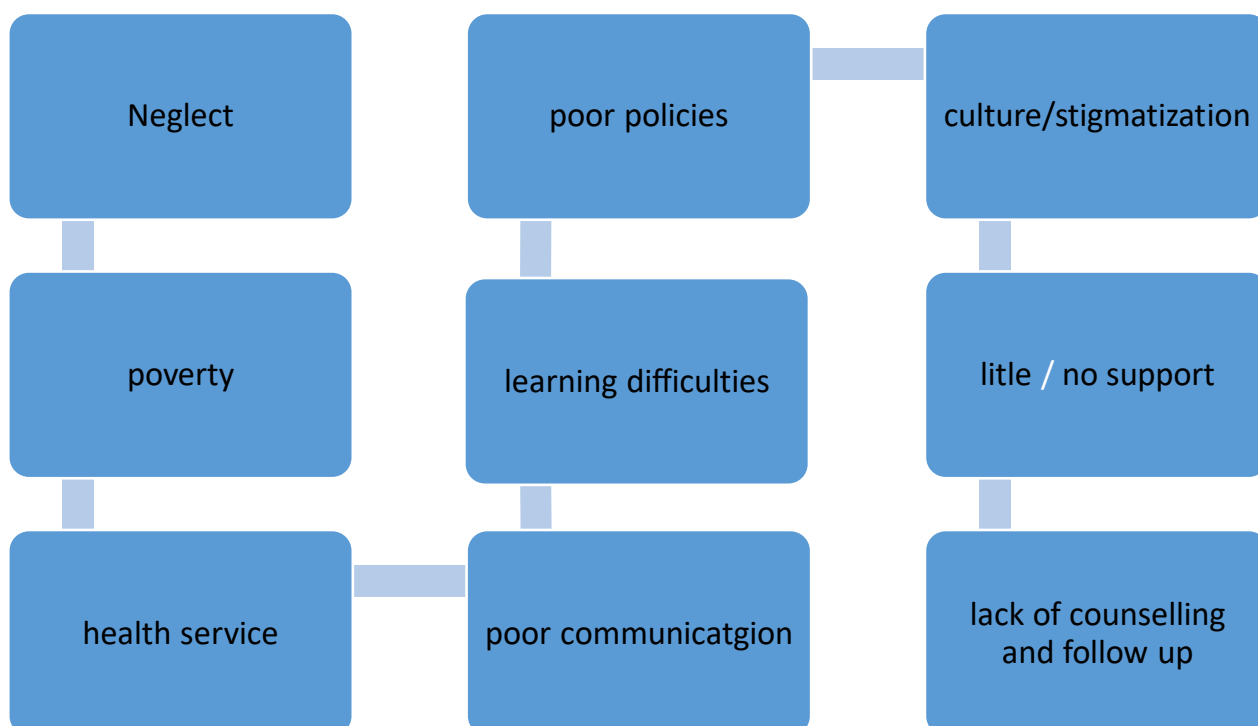 Neglect
poor policies
culture/stigmatization
poverty
learning difficulties
litle / no support
health service
poor communicatgion
lack of counselling
and follow up